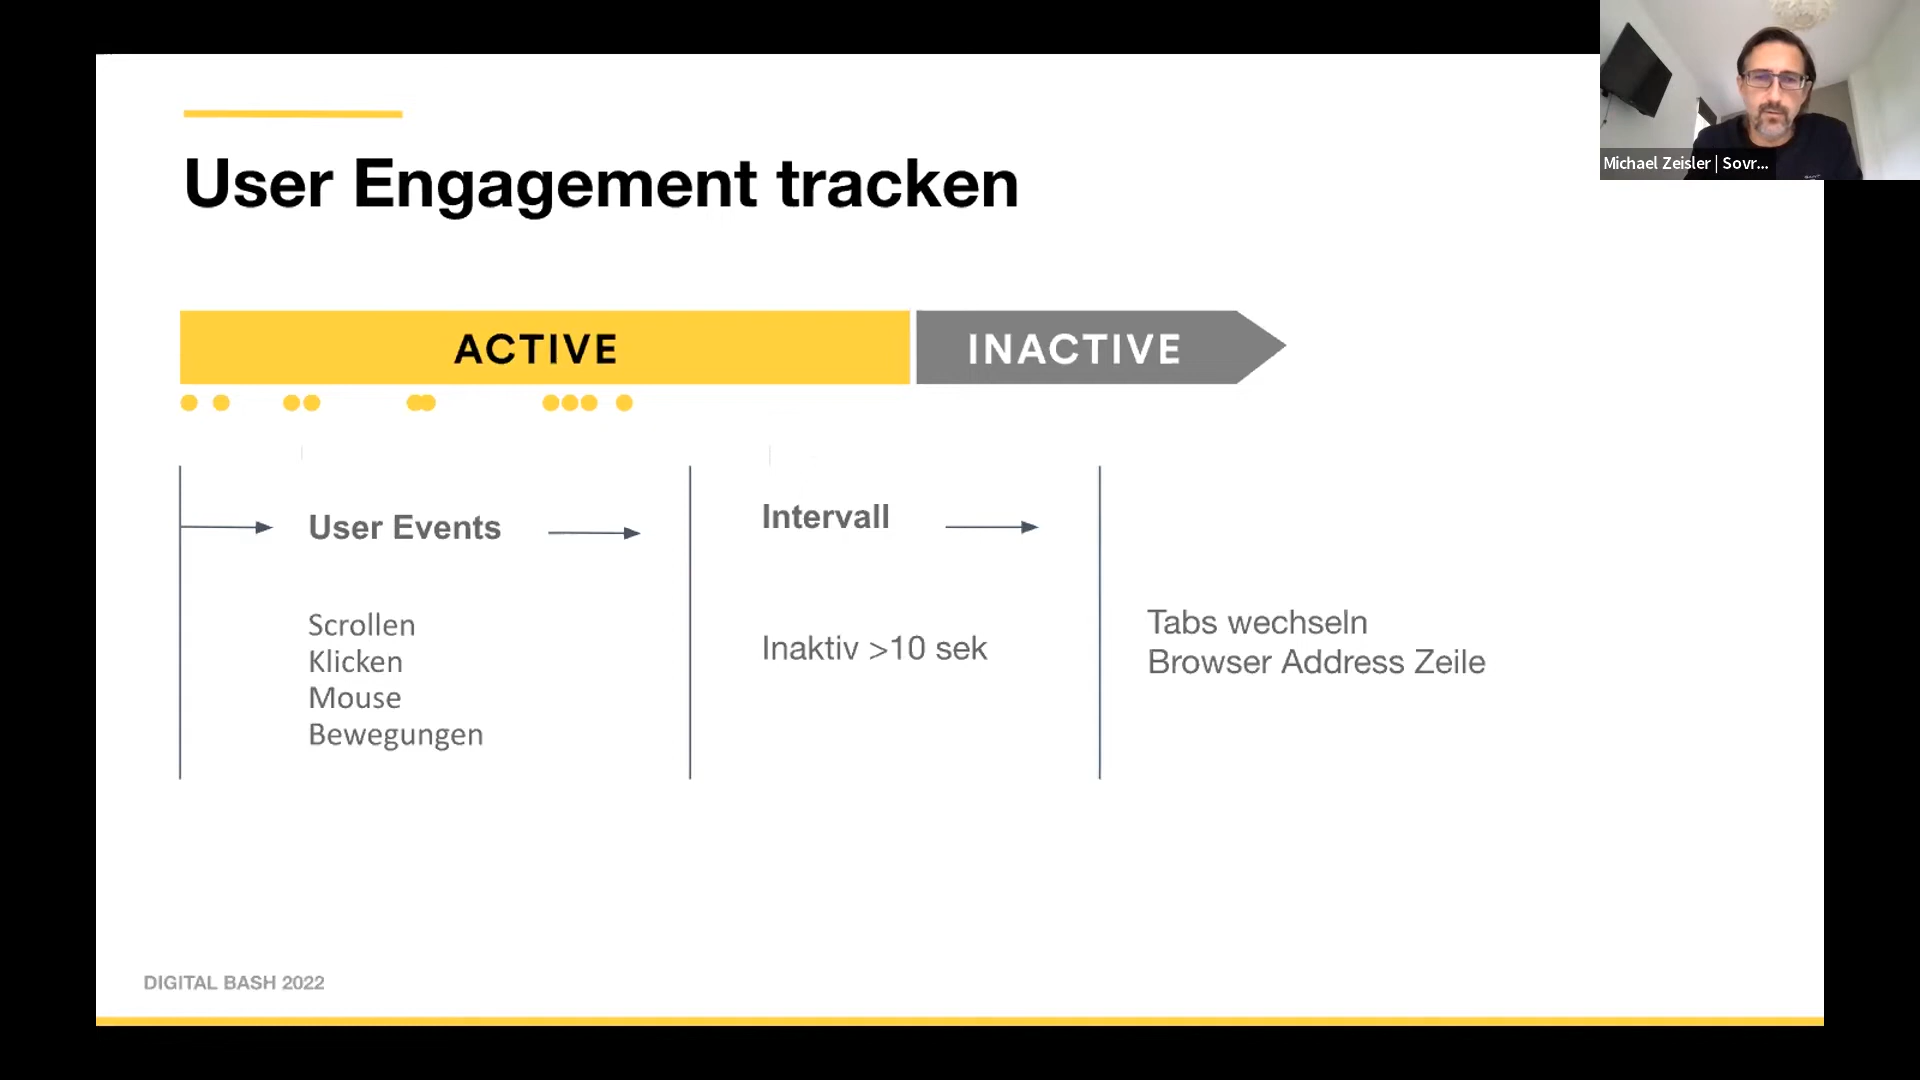 Michael Zeisler | Sovr...
User Engagement tracken
ACTIVE
INACTIVE
User Events
Scrollen
Klicken
Mouse
Bewegungen
Intervall
Inaktiv >10 sek
Tabs wechseln
Browser Address Zeile
DIGITAL BASH 2022